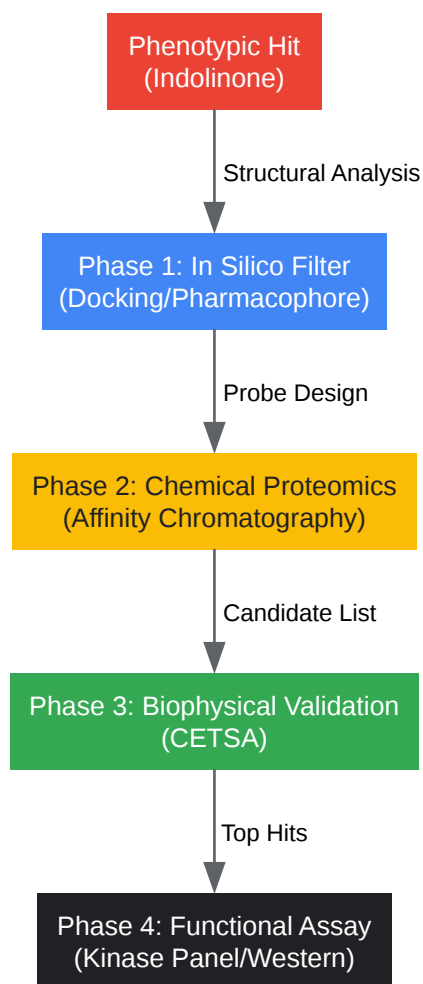 Phenotypic Hit
(Indolinone)
Structural Analysis
Phase 1: In Silico Filter
(Docking/Pharmacophore)
Probe Design
Phase 2: Chemical Proteomics
(Affinity Chromatography)
Candidate List
Phase 3: Biophysical Validation
(CETSA)
Top Hits
Phase 4: Functional Assay
(Kinase Panel/Western)